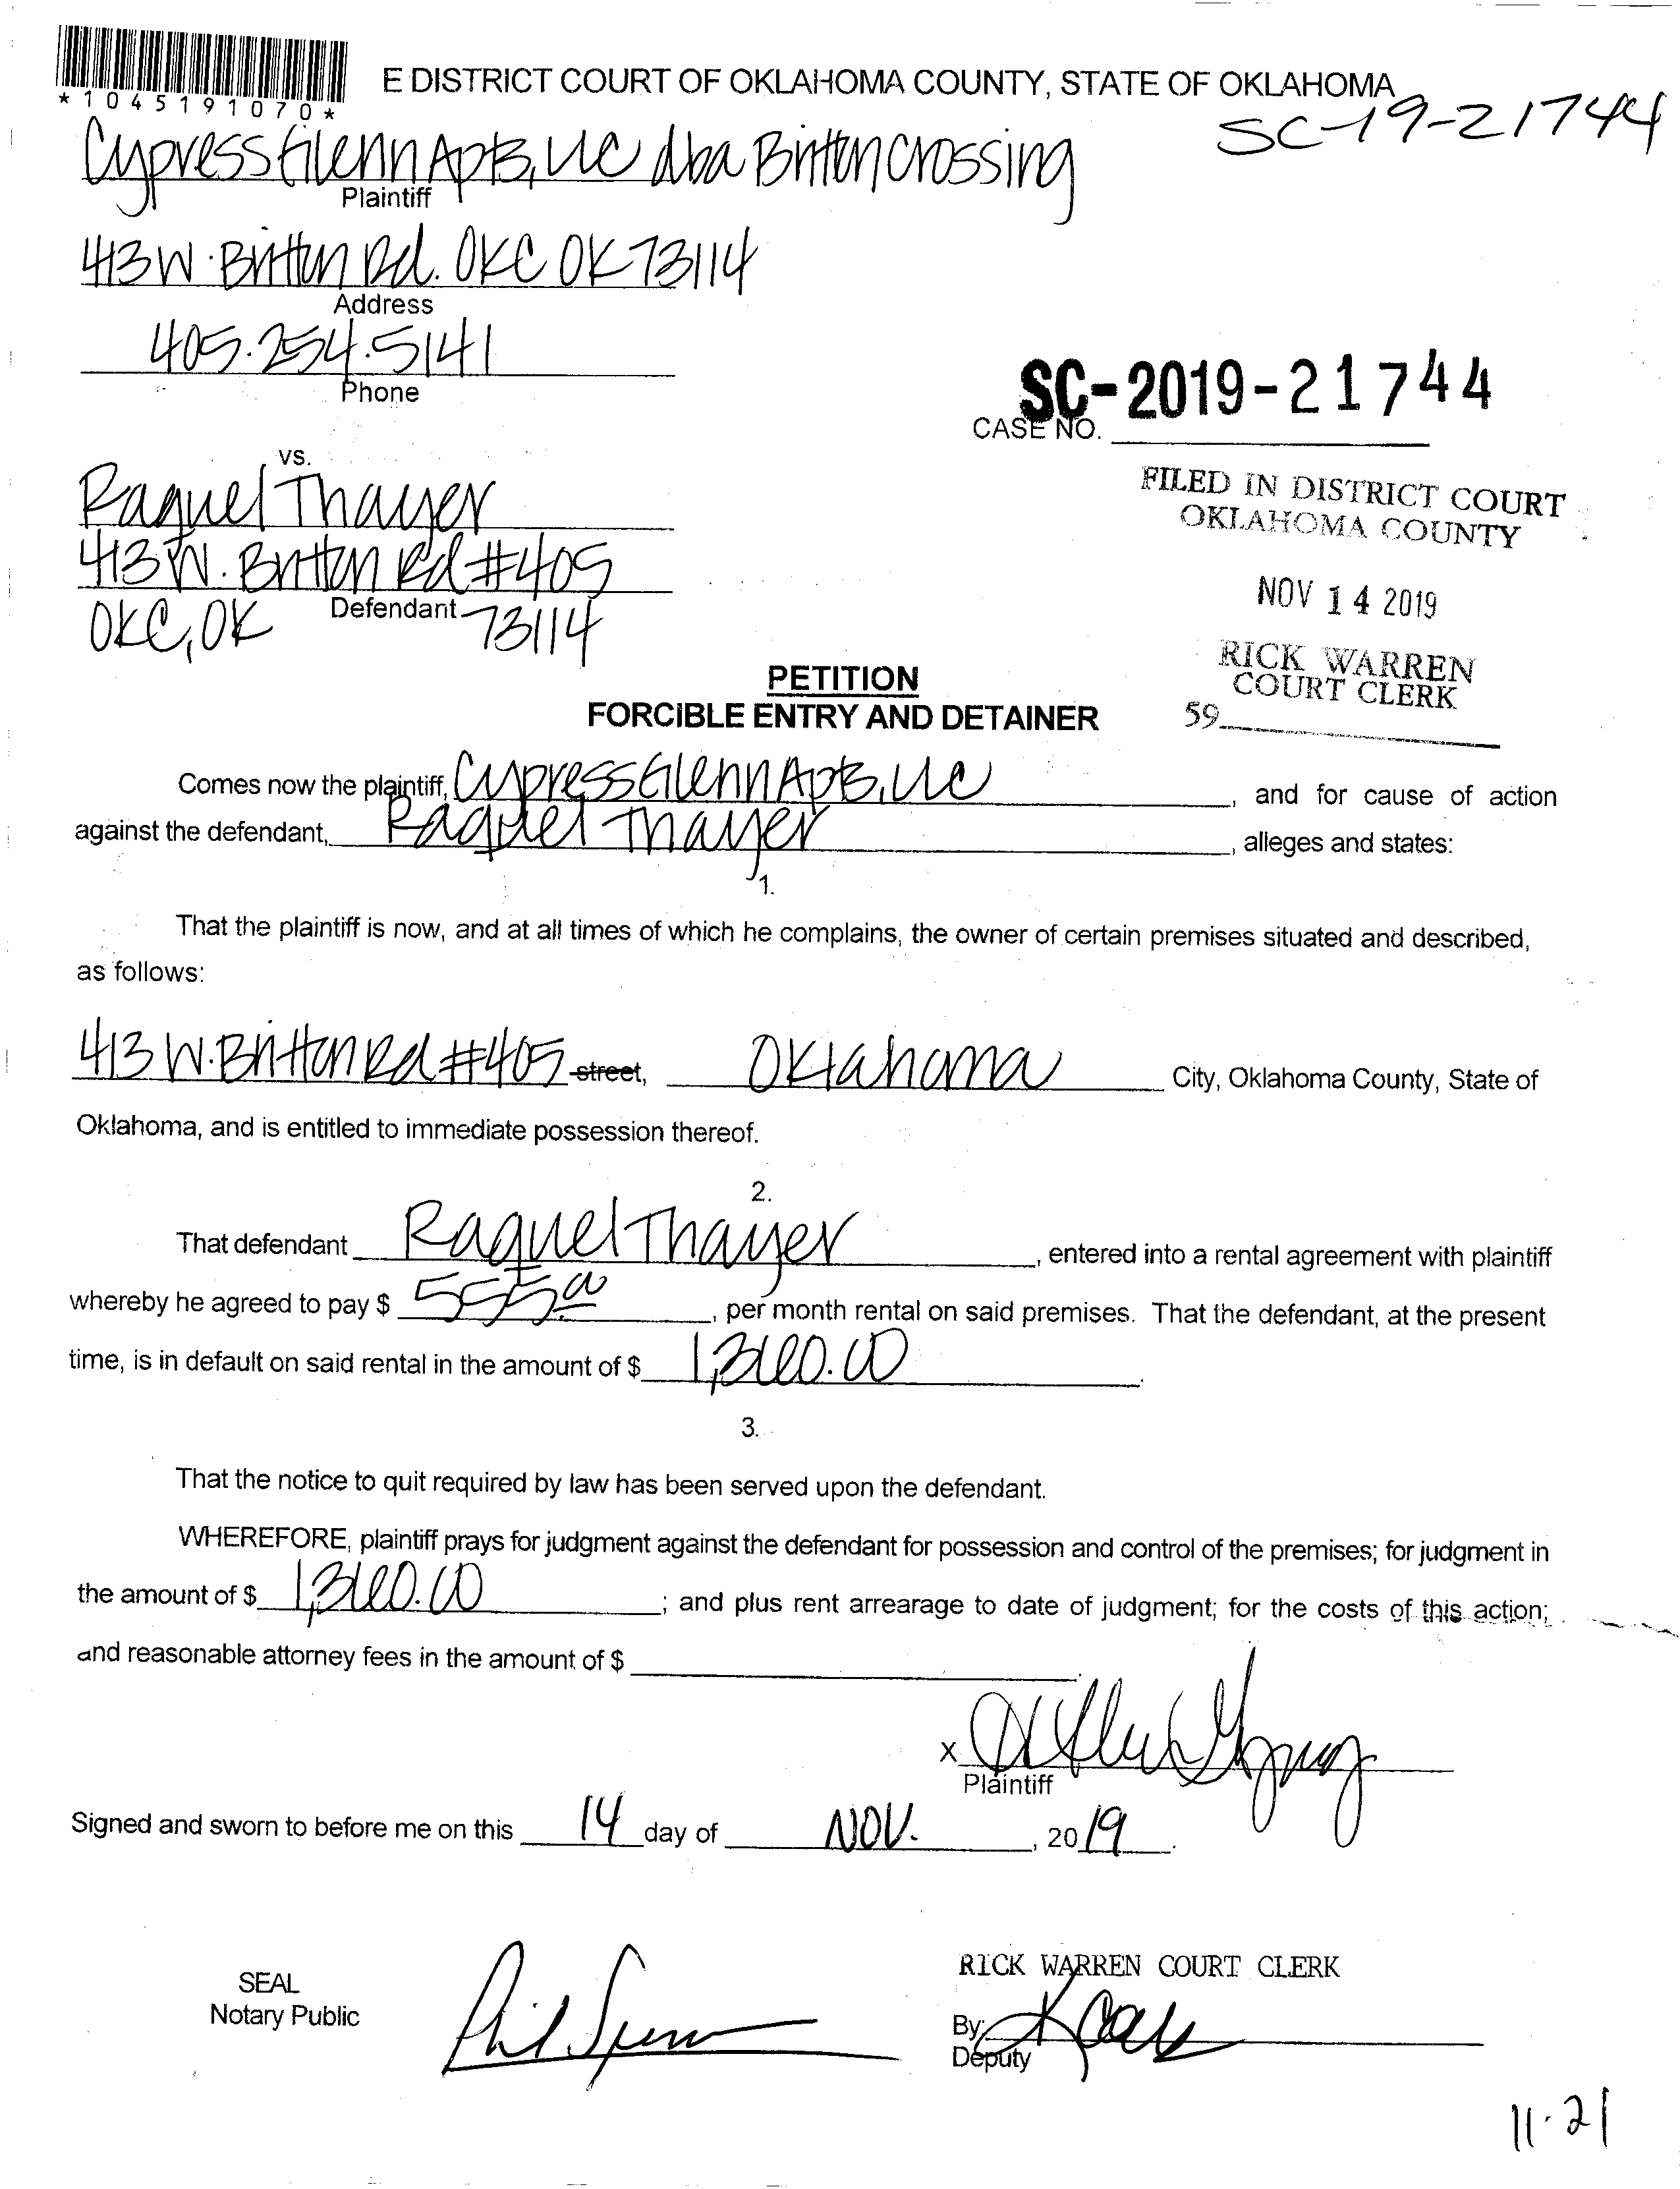 *1045191070*
E DISTRICT COURT OF OKLAHOMA COUNTY, STATE OF OKLAHOMA
SC-19-21744
Cypress Glenn Apts, LLC dba Britton Crossing
Plaintiff
413 W. Britton Rd. OKC OK 73114
Address
405.254.5141
Phone
SC-2019-21744
CASE NO.
vs.
FILED IN DISTRICT COURT
OKLAHOMA COUNTY
Raquel Thayer
413 W. Britton Rd #405
Defendant
OKC, OK 73114
NOV 14 2019
RICK WARREN
COURT CLERK
59
PETITION
FORCIBLE ENTRY AND DETAINER
Comes now the plaintiff, Cypress Glenn Apts, LLC, and for cause of action
against the defendant, Raquel Thayer, alleges and states:
1.
That the plaintiff is now, and at all times of which he complains, the owner of certain premises situated and described,
as follows:
413 W. Britton Rd #405 street, Oklahoma City, Oklahoma County, State of
Oklahoma, and is entitled to immediate possession thereof.
2.
That defendant Raquel Thayer, entered into a rental agreement with plaintiff
whereby he agreed to pay $ 555.00, per month rental on said premises. That the defendant, at the present
time, is in default on said rental in the amount of $ 1,360.00.
3.
That the notice to quit required by law has been served upon the defendant.
WHEREFORE, plaintiff prays for judgment against the defendant for possession and control of the premises; for judgment in
the amount of $ 1,360.00; and plus rent arrearage to date of judgment; for the costs of this action;
and reasonable attorney fees in the amount of $
X
Plaintiff
Signed and sworn to before me on this 14 day of NOV., 2019.
SEAL
Notary Public
RICK WARREN COURT CLERK
By:
Deputy
11-21